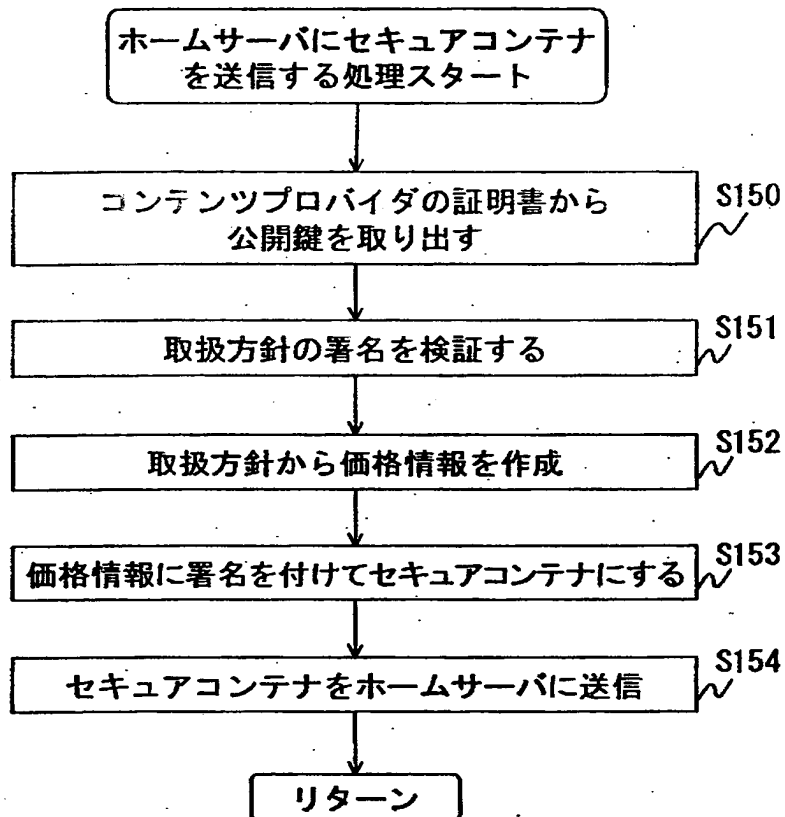 ホームサーバにセキュアコンテナ
を送信する処理スタート
コンテンツプロバイダの証明書から
公開鍵を取り出す
S150
取扱方針の署名を検証する
S151
取扱方針から価格情報を作成
S152
価格情報に署名を付けてセキュアコンテナにする
S153
セキュアコンテナをホームサーバに送信
S154
リターン